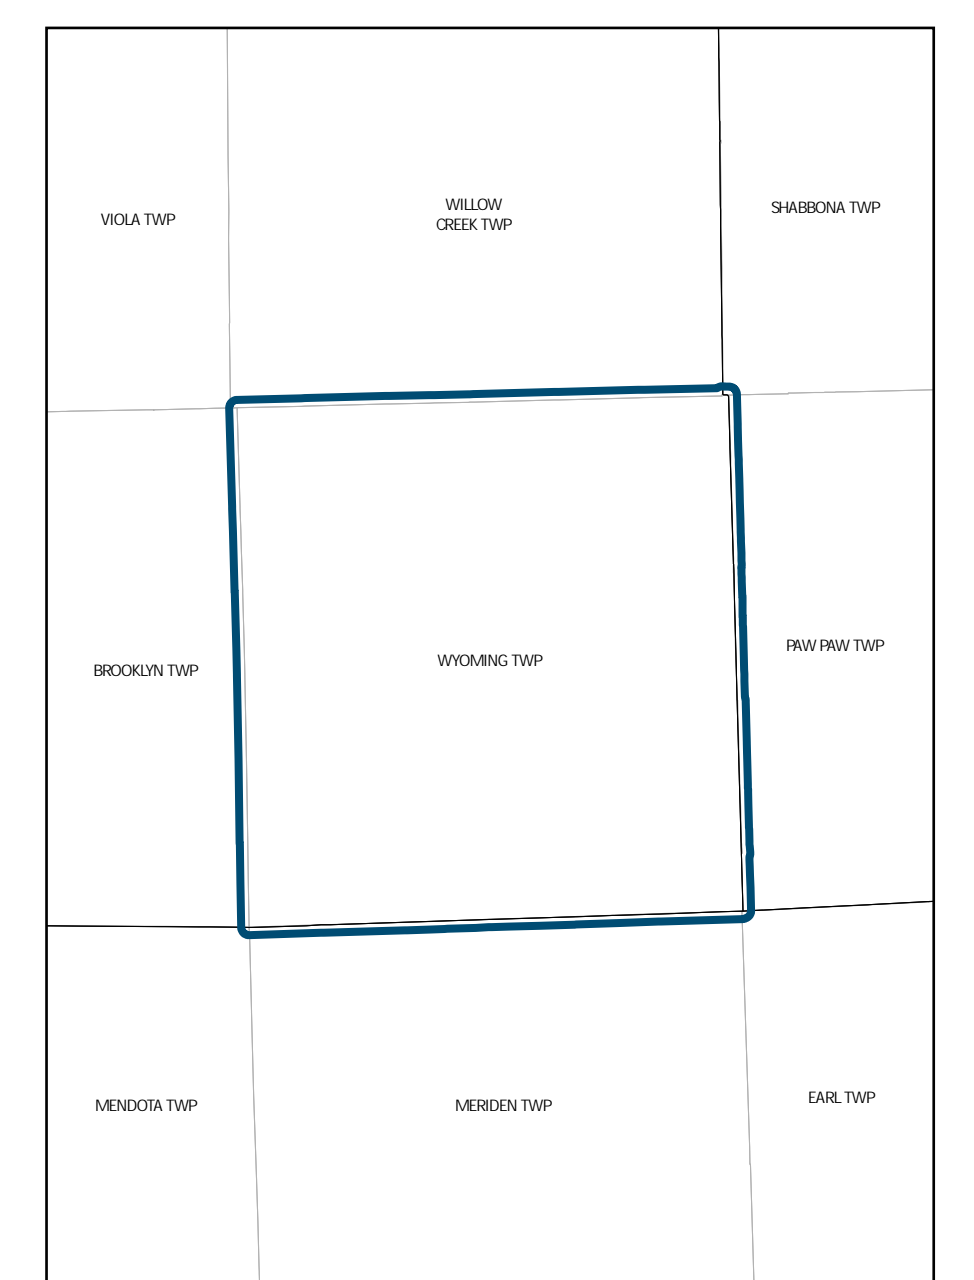 VIOLA TWP
WILLOW
CREEK TWP
SHABBONA TWP
BROOKLYN TWP
WYOMING TWP
PAW PAW TWP
MENDOTA TWP
MERIDEN TWP
EARL TWP